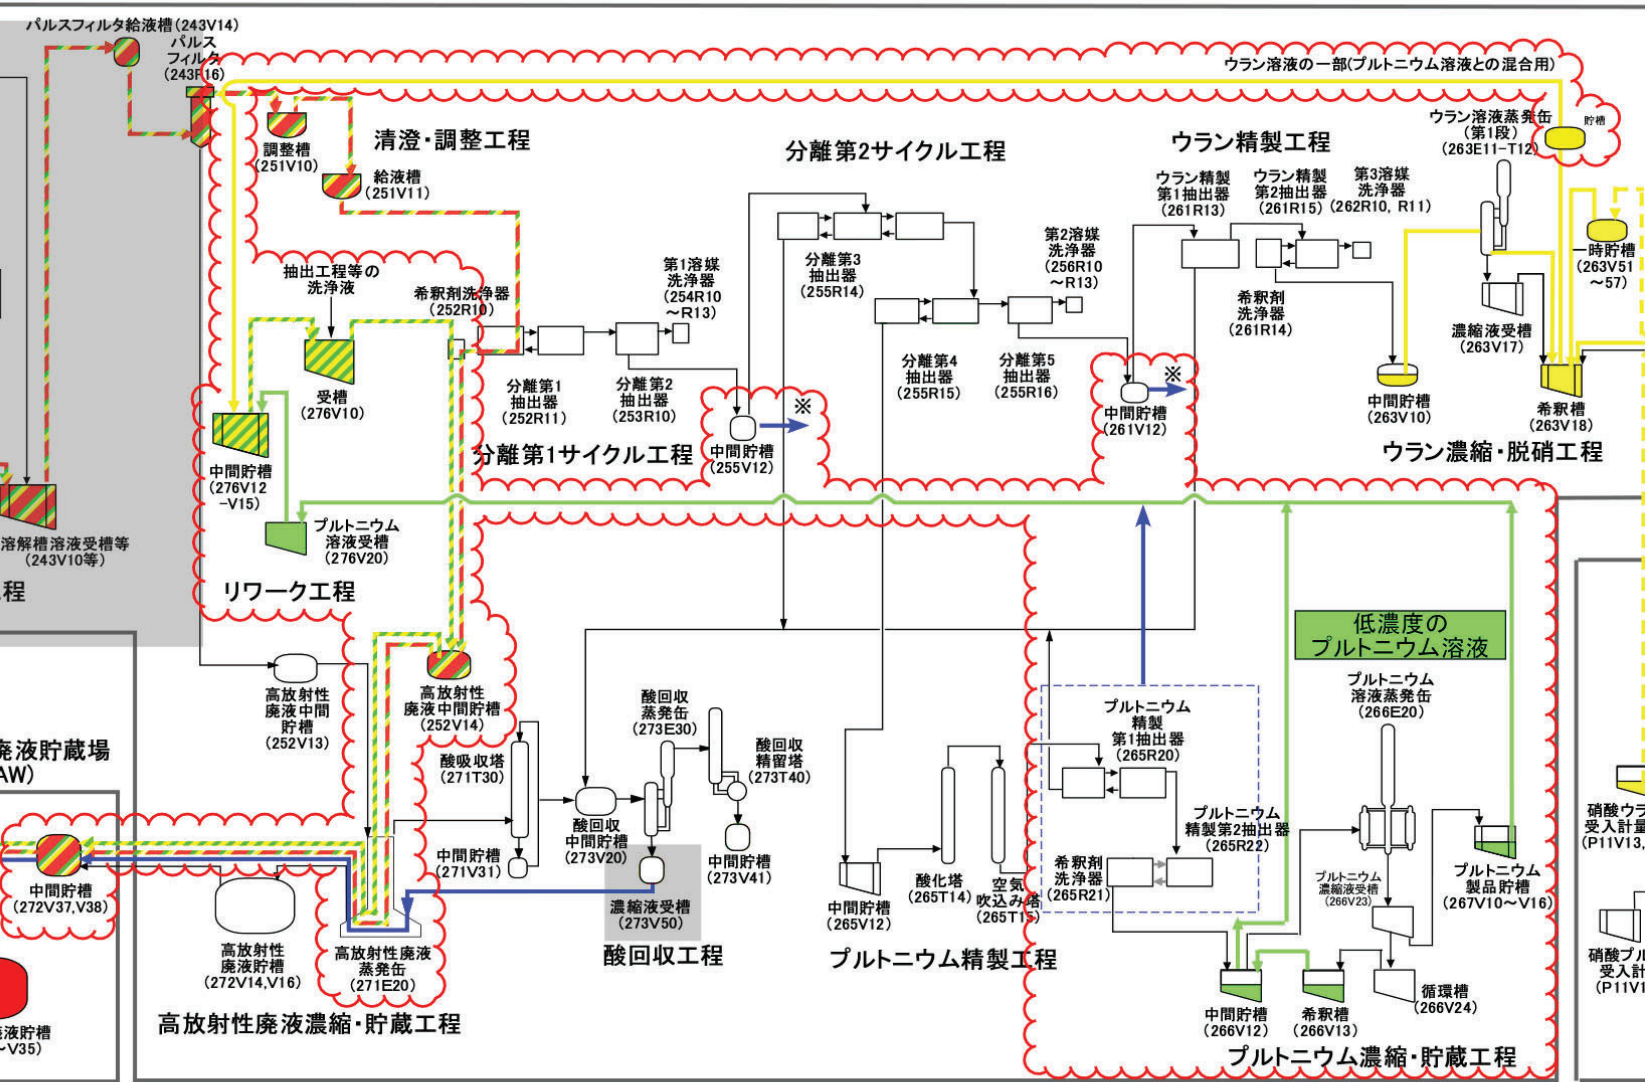 パルスフィルタ給液槽(243V14)
パルス
フィルタ
(243F16)
ウラン溶液の一部(プルトニウム溶液との混合用)
調整槽
(251V10)
清澄・調整工程
給液槽
(251V11)
分離第2サイクル工程
ウラン精製工程
ウラン溶液蒸発缶
(第1段)
(263E11-T12)
貯槽
ウラン精製
第1抽出器
(261R13)
ウラン精製
第2抽出器
(261R15)
第3溶媒
洗浄器
(262R10, R11)
抽出工程等の
洗浄液
希釈剤洗浄器
(252R10)
第1溶媒
洗浄器
(254R10
～R13)
分離第3
抽出器
(255R14)
第2溶媒
洗浄器
(256R10
～R13)
希釈剤
洗浄器
(261R14)
一時貯槽
(263V51
～57)
濃縮液受槽
(263V17)
受槽
(276V10)
分離第1
抽出器
(252R11)
分離第2
抽出器
(253R10)
分離第4
抽出器
(255R15)
分離第5
抽出器
(255R16)
※
※
中間貯槽
(261V12)
中間貯槽
(263V10)
希釈槽
(263V18)
ウラン濃縮・脱硝工程
分離第1サイクル工程
中間貯槽
(255V12)
中間貯槽
(276V12
-V15)
プルトニウム
溶液受槽
(276V20)
溶解槽溶液受槽等
(243V10等)
程
リワーク工程
低濃度の
プルトニウム溶液
高放射性
廃液中間
貯槽
(252V13)
高放射性
廃液中間貯槽
(252V14)
酸回収
蒸発缶
(273E30)
酸吸収塔
(271T30)
酸回収
精留塔
(273T40)
プルトニウム
精製
第1抽出器
(265R20)
プルトニウム
溶液蒸発缶
(266E20)
廃液貯蔵場
AW)
酸回収
中間貯槽
(273V20)
中間貯槽
(271V31)
中間貯槽
(273V41)
プルトニウム
精製第2抽出器
(265R22)
硝酸ウラ
受入計量
(P11V13,
中間貯槽
(272V37,V38)
濃縮液受槽
(273V50)
酸化塔
(265T14)
空気
吹込み塔
(265T15)
中間貯槽
(265V12)
希釈剤
洗浄器
(265R21)
プルトニウム
濃縮液受槽
(266V23)
プルトニウム
製品貯槽
(267V10～V16)
高放射性
廃液貯槽
(272V14,V16)
高放射性廃液
蒸発缶
(271E20)
酸回収工程
プルトニウム精製工程
硝酸プル
受入計
(P11V1
循環槽
(266V24)
中間貯槽
(266V12)
希釈槽
(266V13)
液貯槽
～V35)
高放射性廃液濃縮・貯蔵工程
プルトニウム濃縮・貯蔵工程